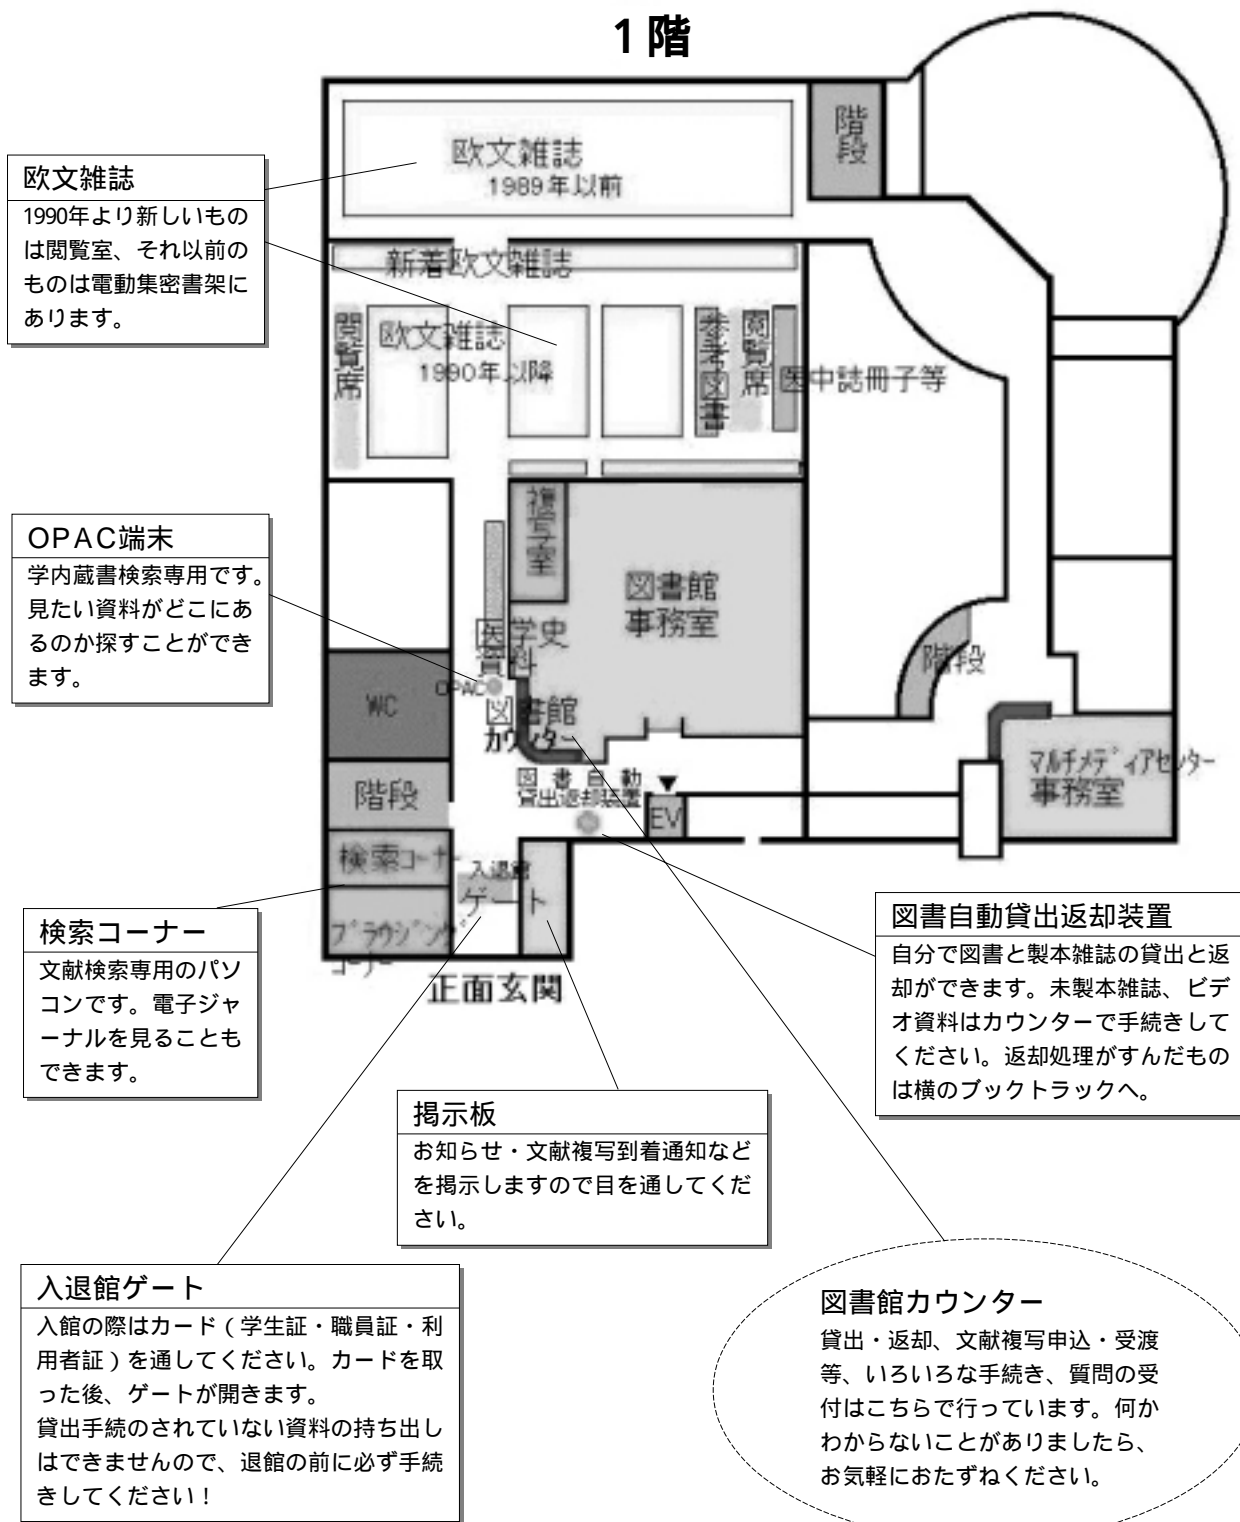 1階
階段
欧文雑誌
1989年以前
欧文雑誌
1990年より新しいもの
は閲覧室、それ以前の
ものは電動集密書架に
あります。
新着欧文雑誌
閲覧席
欧文雑誌
1990年以降
参考図書
閲覧席
医中誌冊子等
OPAC端末
学内蔵書検索専用です。
見たい資料がどこにあ
るのか探すことができ
ます。
複写室
図書館
事務室
医学史
資料
OPAC
WC
図書館
カウンター
階段
マルチメディアセンター
事務室
階段
図書自動
貸出返却装置
▼
EV
検索コーナー
入退館
ゲート
ブラウジング
コーナー
正面玄関
検索コーナー
文献検索専用のパソ
コンです。電子ジャ
ーナルを見ることも
できます。
図書自動貸出返却装置
自分で図書と製本雑誌の貸出と返
却ができます。未製本雑誌、ビデ
オ資料はカウンターで手続きして
ください。返却処理がすんだもの
は横のブックトラックへ。
掲示板
お知らせ・文献複写到着通知など
を掲示しますので目を通してくだ
さい。
入退館ゲート
入館の際はカード(学生証・職員証・利
用者証)を通してください。カードを取
った後、ゲートが開きます。
貸出手続のされていない資料の持ち出し
はできませんので、退館の前に必ず手続
きしてください!
図書館カウンター
貸出・返却、文献複写申込・受渡
等、いろいろな手続き、質問の受
付はこちらで行っています。何か
わからないことがありましたら、
お気軽におたずねください。